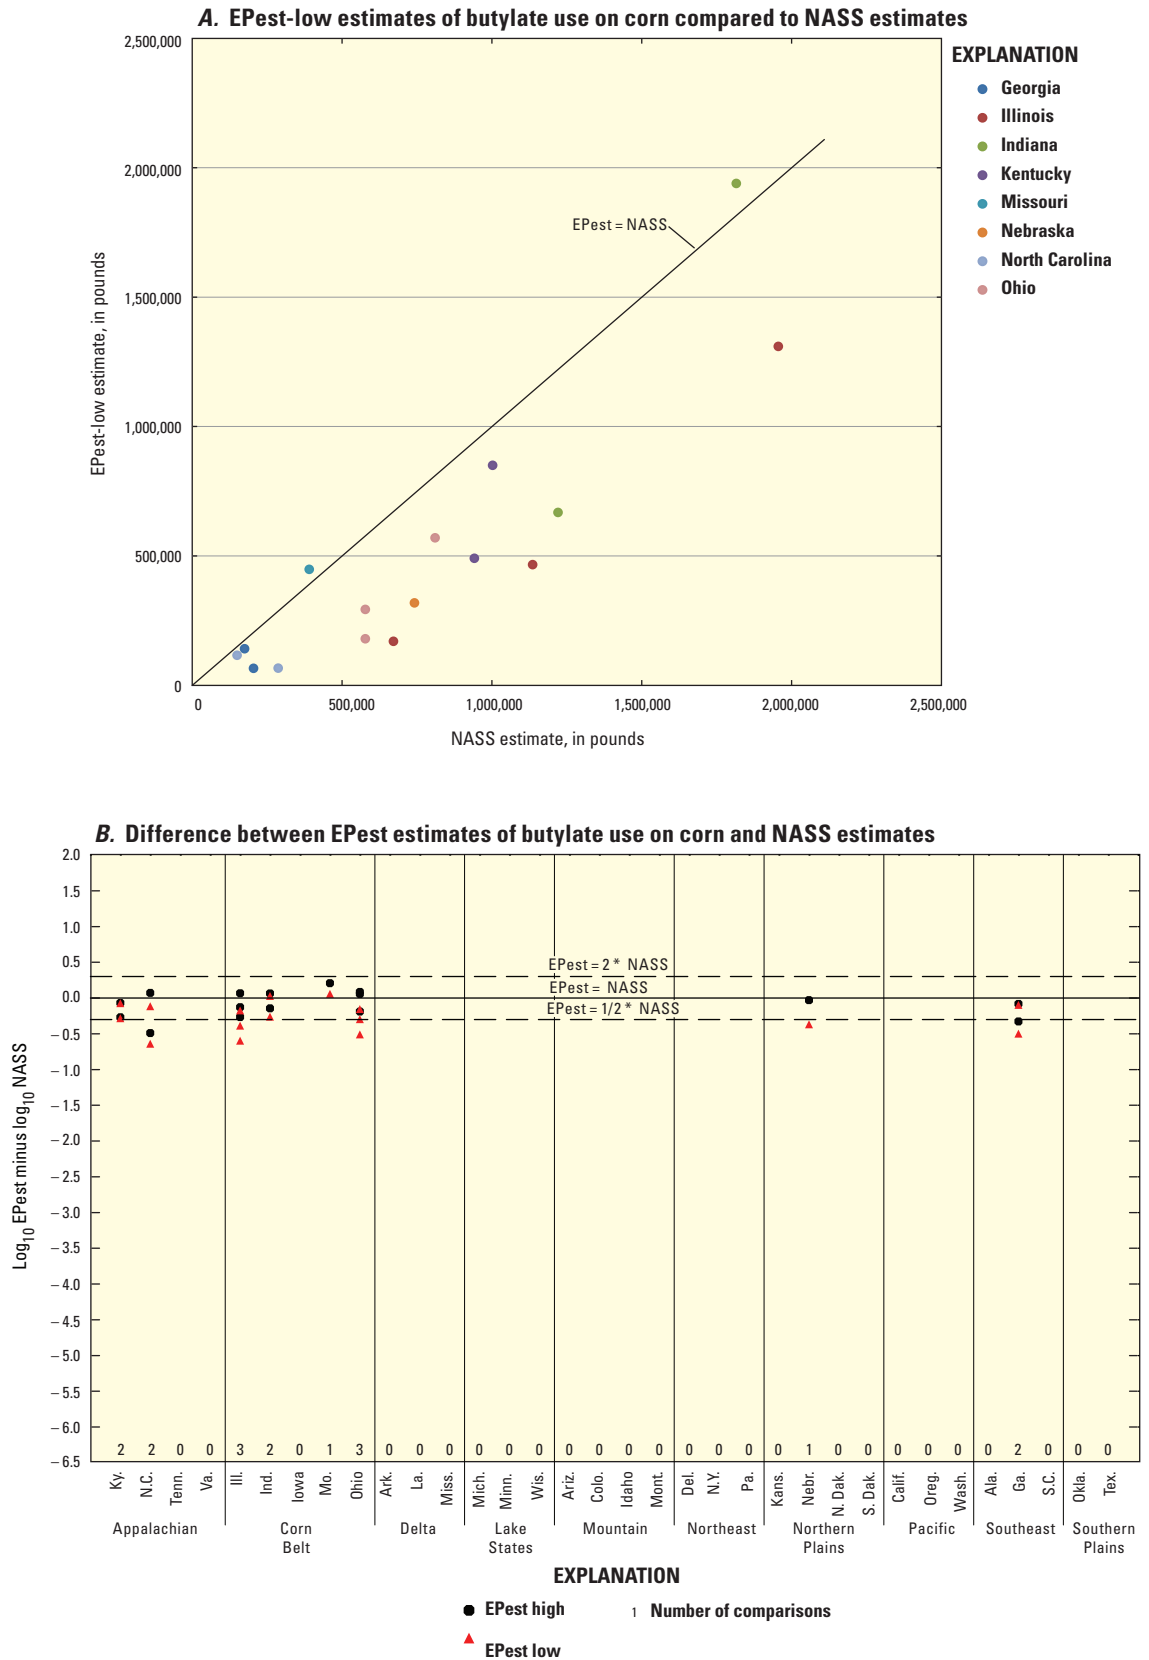 A. EPest-low estimates of butylate use on corn compared to NASS estimates
2,500,000
2,000,000
1,500,000
1,000,000
500,000
0
EPest-low estimate, in pounds
EPest = NASS
0 500,000 1,000,000 1,500,000 2,000,000 2,500,000
NASS estimate, in pounds
EXPLANATION
Georgia
Illinois
Indiana
Kentucky
Missouri
Nebraska
North Carolina
Ohio
B. Difference between EPest estimates of butylate use on corn and NASS estimates
2.0
1.5
1.0
0.5
0.0
–0.5
–1.0
–1.5
–2.0
–2.5
–3.0
–3.5
–4.0
–4.5
–5.0
–5.5
–6.0
–6.5
Log10 EPest minus log10 NASS
EPest = 2 * NASS
EPest = NASS
EPest = 1/2 * NASS
2 2 0 0 3 2 0 1 3 0 0 0 0 0 0 0 0 0 0 0 0 0 0 1 0 0 0 0 0 0 2 0 0 0
Ky. N.C. Tenn. Va. Ill. Ind. Iowa Mo. Ohio Ark. La. Miss. Mich. Minn. Wis. Ariz. Colo. Idaho Mont. Del. N.Y. Pa. Kans. Nebr. N. Dak. S. Dak. Calif. Oreg. Wash. Ala. Ga. S.C. Okla. Tex.
Appalachian Corn Delta Lake Mountain Northeast Northern Pacific Southeast Southern
Belt States Plains Plains
EXPLANATION
EPest high 1 Number of comparisons
EPest low